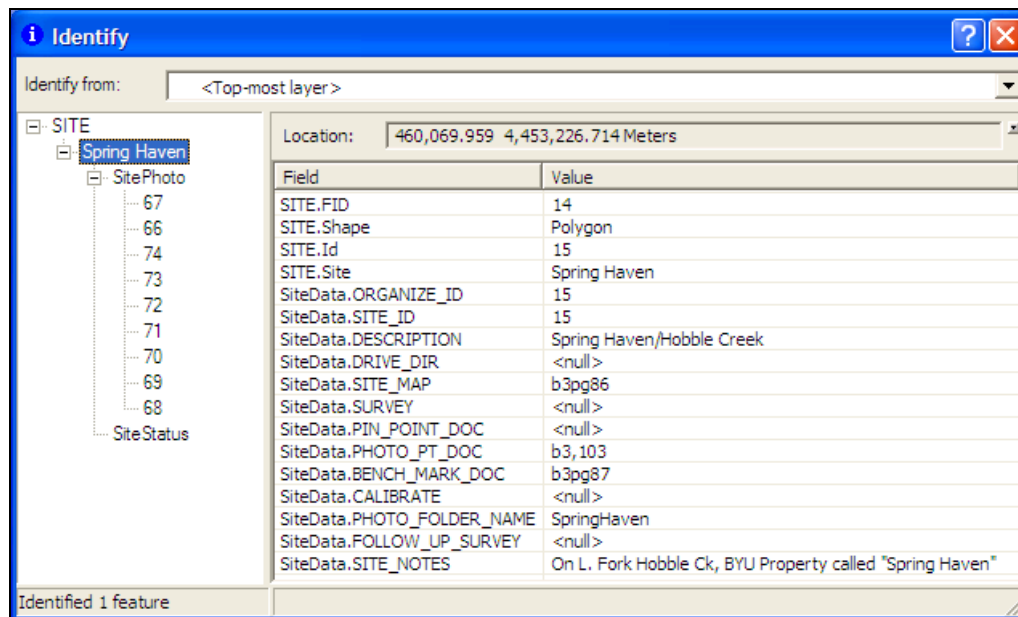 Identify
Identify from: <Top-most layer>
SITE
Spring Haven
SitePhoto
67
66
74
73
72
71
70
69
68
SiteStatus
Location: 460,069.959 4,453,226.714 Meters
Field Value
SITE.FID 14
SITE.Shape Polygon
SITE.Id 15
SITE.Site Spring Haven
SiteData.ORGANIZE_ID 15
SiteData.SITE_ID 15
SiteData.DESCRIPTION Spring Haven/Hobble Creek
SiteData.DRIVE_DIR <null>
SiteData.SITE_MAP b3pg86
SiteData.SURVEY <null>
SiteData.PIN_POINT_DOC <null>
SiteData.PHOTO_PT_DOC b3,103
SiteData.BENCH_MARK_DOC b3pg87
SiteData.CALIBRATE <null>
SiteData.PHOTO_FOLDER_NAME SpringHaven
SiteData.FOLLOW_UP_SURVEY <null>
SiteData.SITE_NOTES On L. Fork Hobble Ck, BYU Property called "Spring Haven"
Identified 1 feature